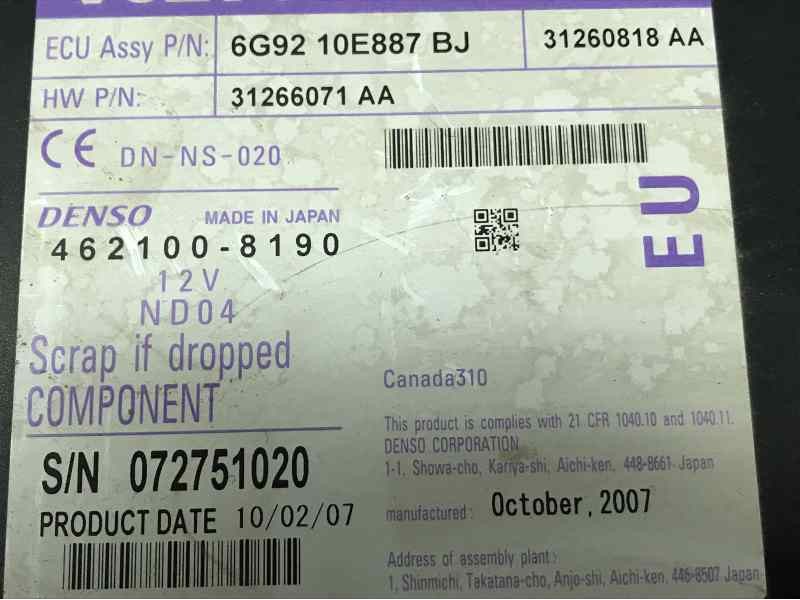 ECU Assy P/N: 6G92 10E887 BJ 31260818 AA
HW P/N: 31266071 AA
CE DN-NS-020
DENSO MADE IN JAPAN
462100-8190
12V
ND04
EU
Scrap if dropped
COMPONENT
Canada310
This product is complies with 21 CFR 1040.10 and 1040.11.
DENSO CORPORATION
1-1, Showa-cho, Kariya-shi, Aichi-ken, 448-8661 Japan
S/N 072751020
PRODUCT DATE 10/02/07
manufactured: October, 2007
Address of assembly plant:
1, Shinmichi, Takatana-cho, Anjo-shi, Aichi-ken, 446-8507 Japan